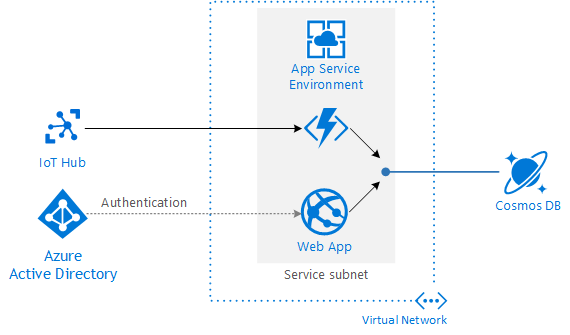 App Service
Environment
IoT Hub
Authentication
Azure
Active Directory
Web App
Cosmos DB
Service subnet
Virtual Network